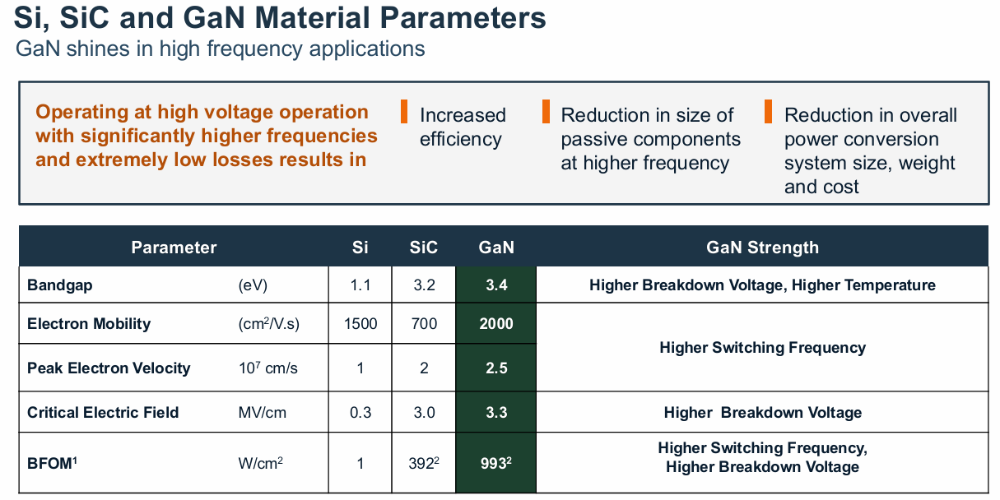 Si, SiC and GaN Material Parameters
GaN shines in high frequency applications
Operating at high voltage operation
with significantly higher frequencies
and extremely low losses results in
Increased
efficiency
Reduction in size of
passive components
at higher frequency
Reduction in overall
power conversion
system size, weight
and cost
Parameter Si SiC GaN GaN Strength
Bandgap (eV) 1.1 3.2 3.4 Higher Breakdown Voltage, Higher Temperature
Electron Mobility (cm²/V.s) 1500 700 2000
Higher Switching Frequency
Peak Electron Velocity 10⁷ cm/s 1 2 2.5
Critical Electric Field MV/cm 0.3 3.0 3.3 Higher Breakdown Voltage
BFOM¹ W/cm² 1 392² 993² Higher Switching Frequency,
Higher Breakdown Voltage